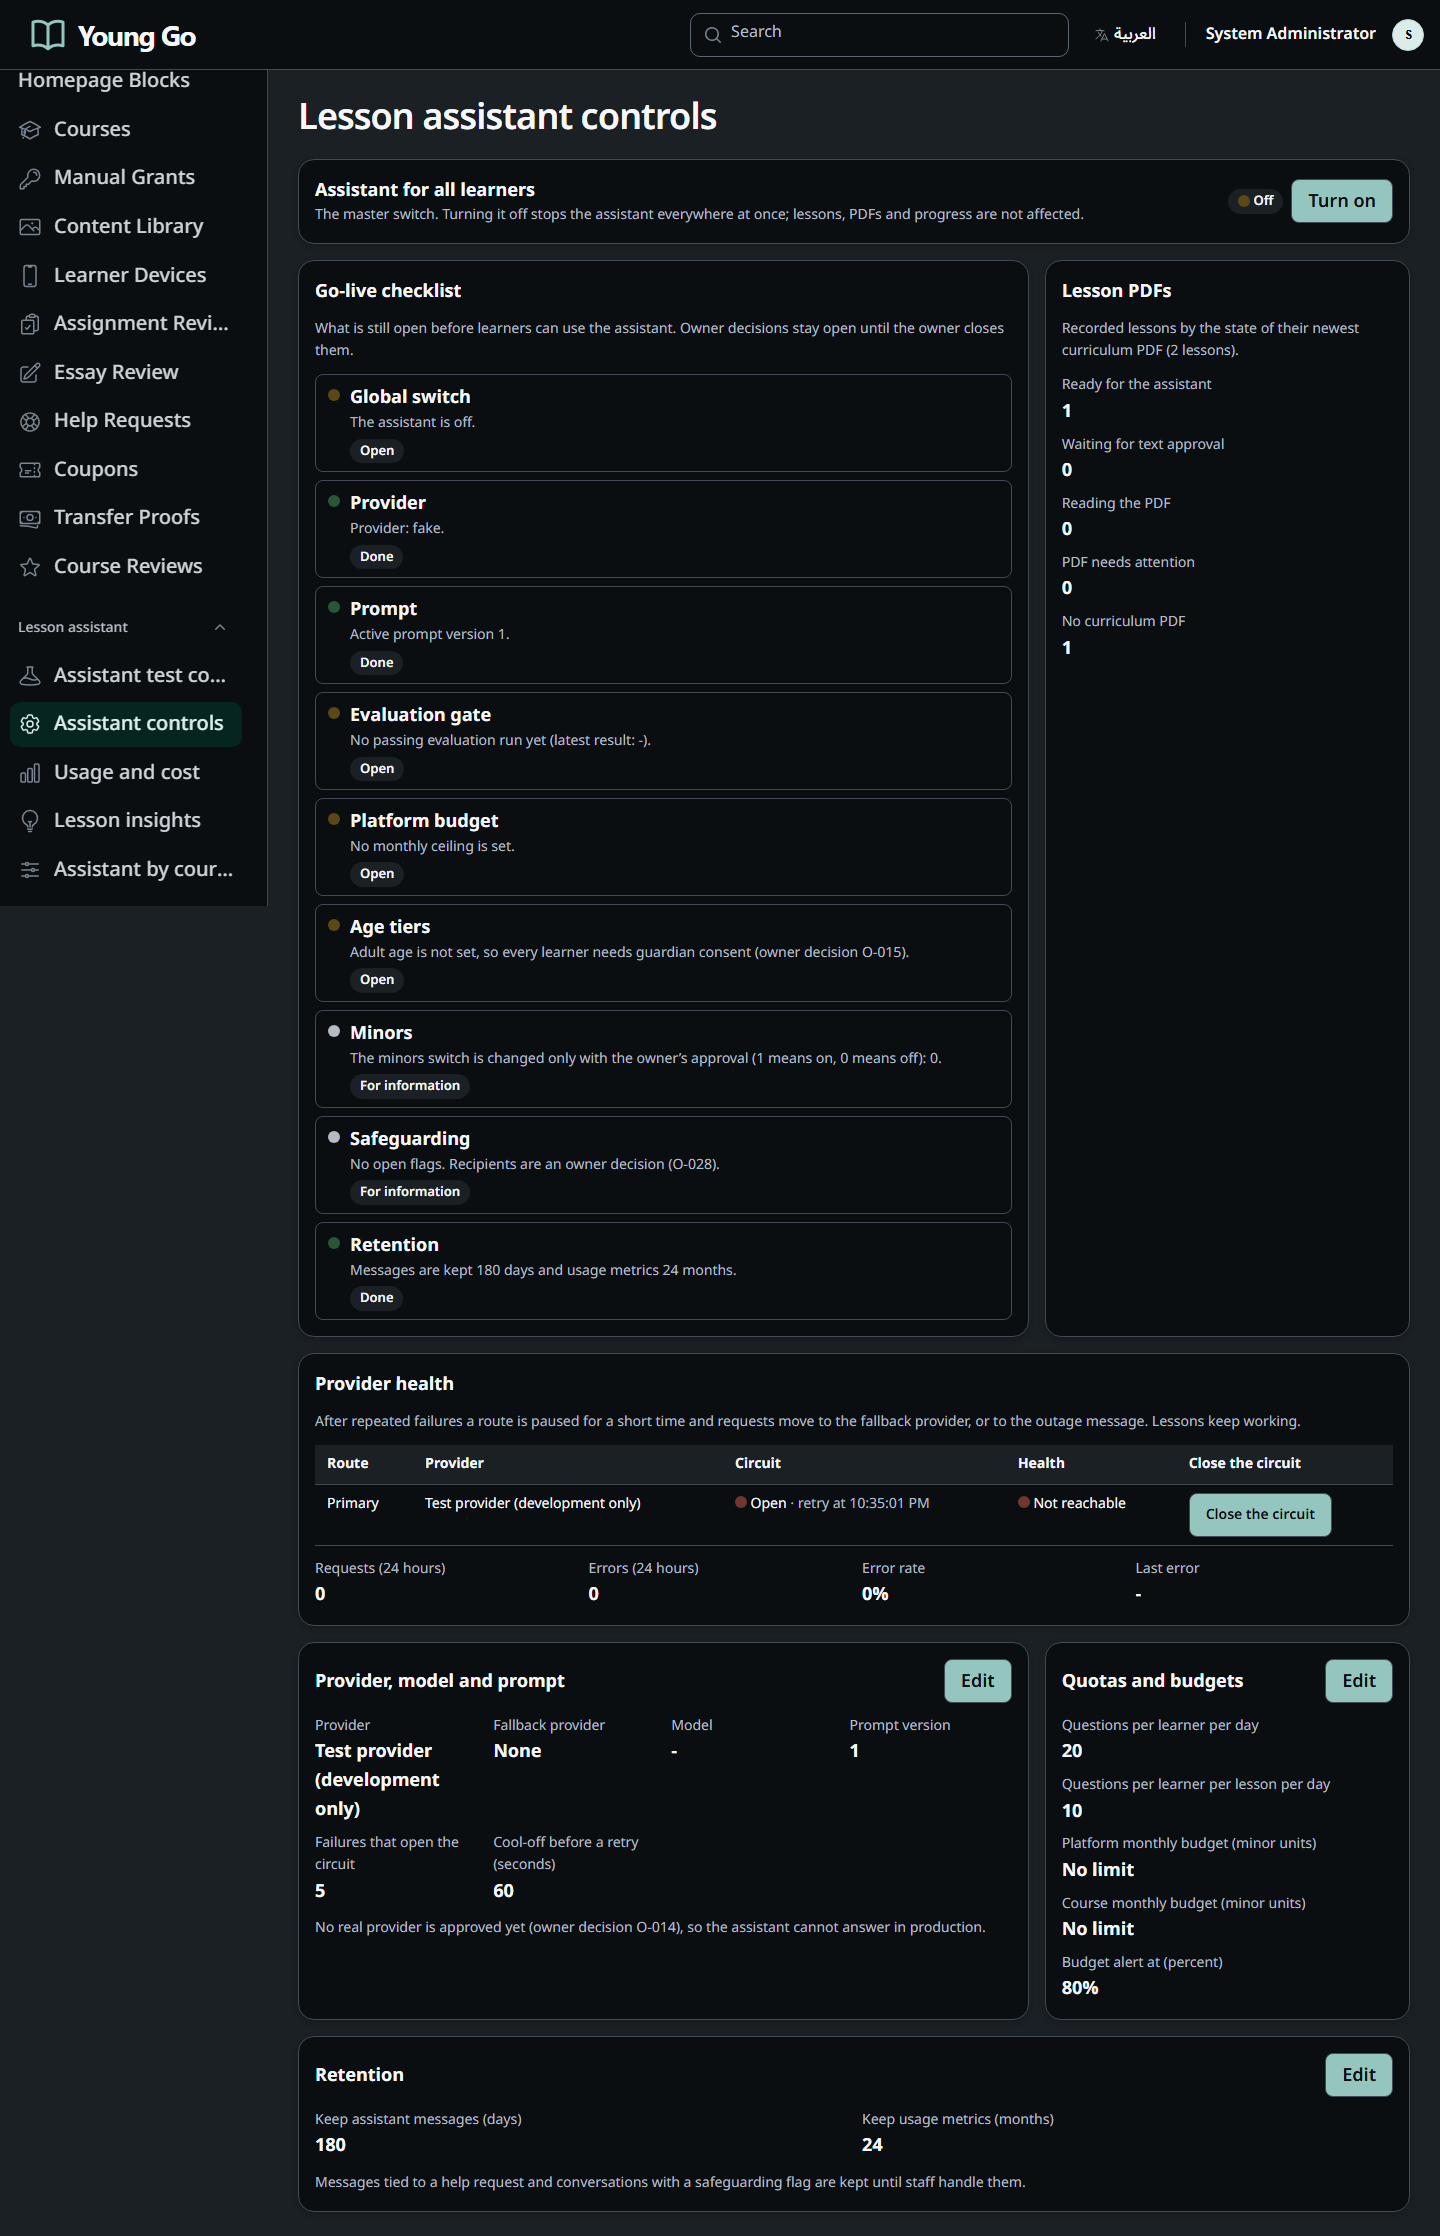 Young Go
Search
العربية
System Administrator
S
Homepage Blocks
Courses
Manual Grants
Content Library
Learner Devices
Assignment Revi...
Essay Review
Help Requests
Coupons
Transfer Proofs
Course Reviews
Lesson assistant
Assistant test co...
Assistant controls
Usage and cost
Lesson insights
Assistant by cour...
Lesson assistant controls
Assistant for all learners
The master switch. Turning it off stops the assistant everywhere at once; lessons, PDFs and progress are not affected.
Off
Turn on
Go-live checklist
What is still open before learners can use the assistant. Owner decisions stay open until the owner closes
them.
Global switch
The assistant is off.
Open
Provider
Provider: fake.
Done
Prompt
Active prompt version 1.
Done
Evaluation gate
No passing evaluation run yet (latest result: -).
Open
Platform budget
No monthly ceiling is set.
Open
Age tiers
Adult age is not set, so every learner needs guardian consent (owner decision O-015).
Open
Minors
The minors switch is changed only with the owner’s approval (1 means on, 0 means off): 0.
For information
Safeguarding
No open flags. Recipients are an owner decision (O-028).
For information
Retention
Messages are kept 180 days and usage metrics 24 months.
Done
Lesson PDFs
Recorded lessons by the state of their newest
curriculum PDF (2 lessons).
Ready for the assistant
1
Waiting for text approval
0
Reading the PDF
0
PDF needs attention
0
No curriculum PDF
1
Provider health
After repeated failures a route is paused for a short time and requests move to the fallback provider, or to the outage message. Lessons keep working.
Route Provider Circuit Health Close the circuit
Primary Test provider (development only) Open · retry at 10:35:01 PM Not reachable Close the circuit
Requests (24 hours) Errors (24 hours) Error rate Last error
0 0 0% -
Provider, model and prompt
Edit
Provider Fallback provider Model Prompt version
Test provider None - 1
(development
only)
Failures that open the Cool-off before a retry
circuit (seconds)
5 60
No real provider is approved yet (owner decision O-014), so the assistant cannot answer in production.
Quotas and budgets
Edit
Questions per learner per day
20
Questions per learner per lesson per day
10
Platform monthly budget (minor units)
No limit
Course monthly budget (minor units)
No limit
Budget alert at (percent)
80%
Retention
Edit
Keep assistant messages (days) Keep usage metrics (months)
180 24
Messages tied to a help request and conversations with a safeguarding flag are kept until staff handle them.